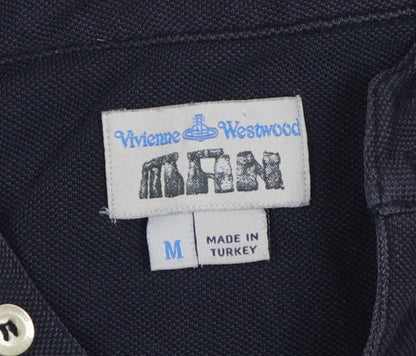 Vivienne Westwood
MAN
M
MADE IN
TURKEY